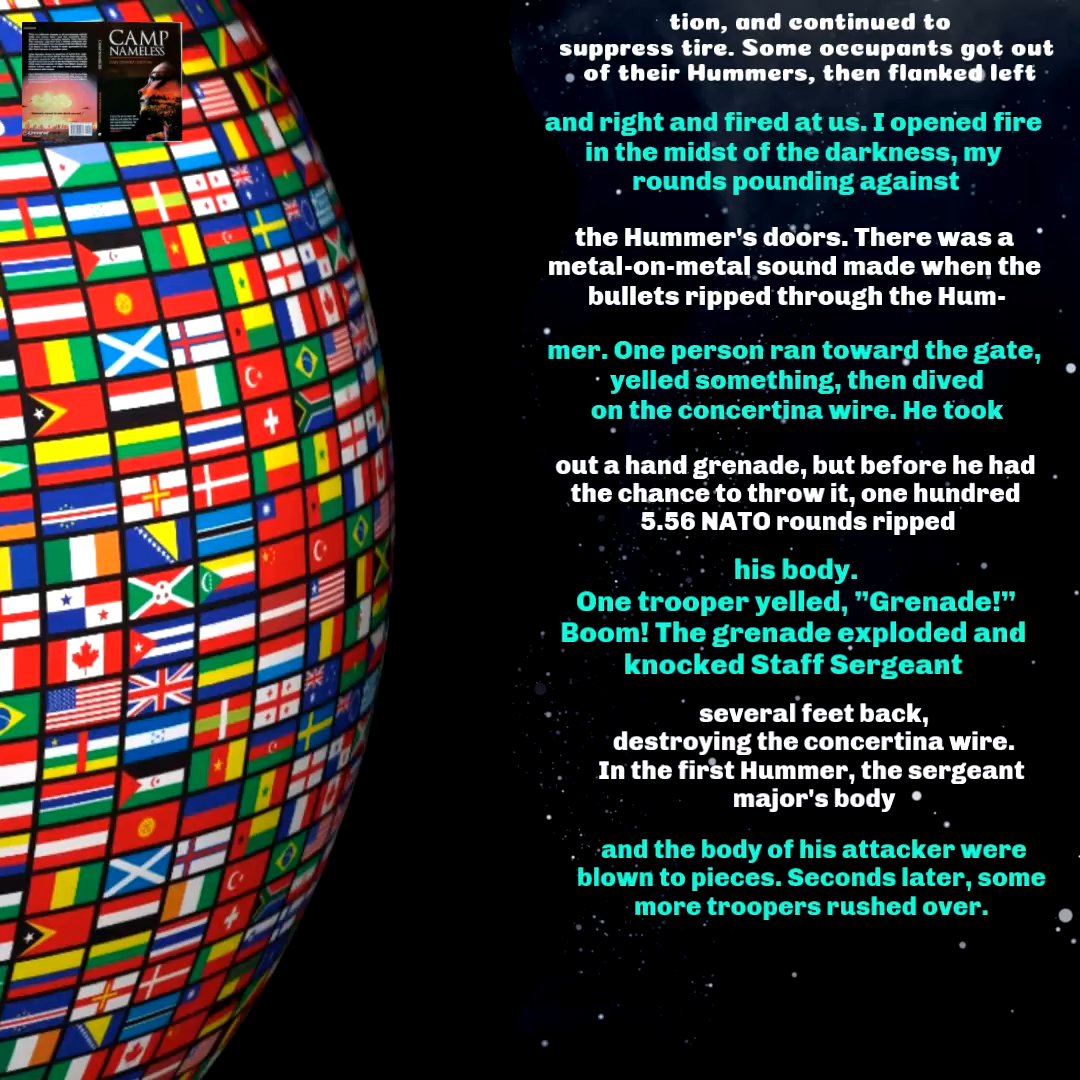 CAMP
NAMELESS
tion, and continued to
suppress tire. Some occupants got out
of their Hummers, then flanked left
and right and fired at us. I opened fire
in the midst of the darkness, my
rounds pounding against
the Hummer's doors. There was a
metal-on-metal sound made when the
bullets ripped through the Hum-
mer. One person ran toward the gate,
yelled something, then dived
on the concertina wire. He took
out a hand grenade, but before he had
the chance to throw it, one hundred
5.56 NATO rounds ripped
his body.
One trooper yelled, ”Grenade!”
Boom! The grenade exploded and
knocked Staff Sergeant
several feet back,
destroying the concertina wire.
In the first Hummer, the sergeant
major's body
and the body of his attacker were
blown to pieces. Seconds later, some
more troopers rushed over.